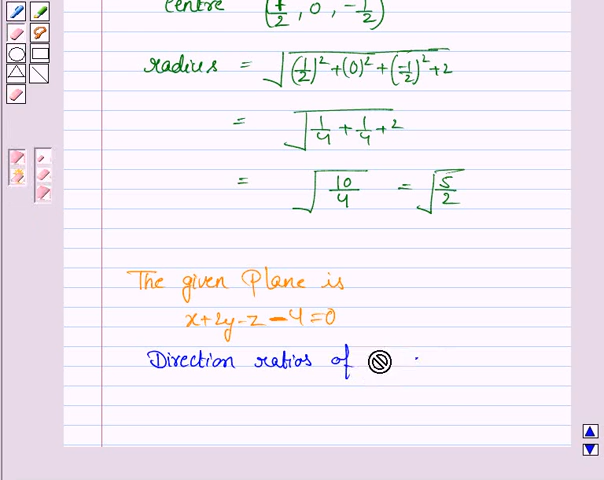 centre (1/2, 0, -1/2)
radius = √((1/2)² + (0)² + (-1/2)² + 2)
= √(1/4 + 1/4 + 2)
= √(10/4) = √(5/2)
The given Plane is
x+2y-z-4=0
Direction ratios of